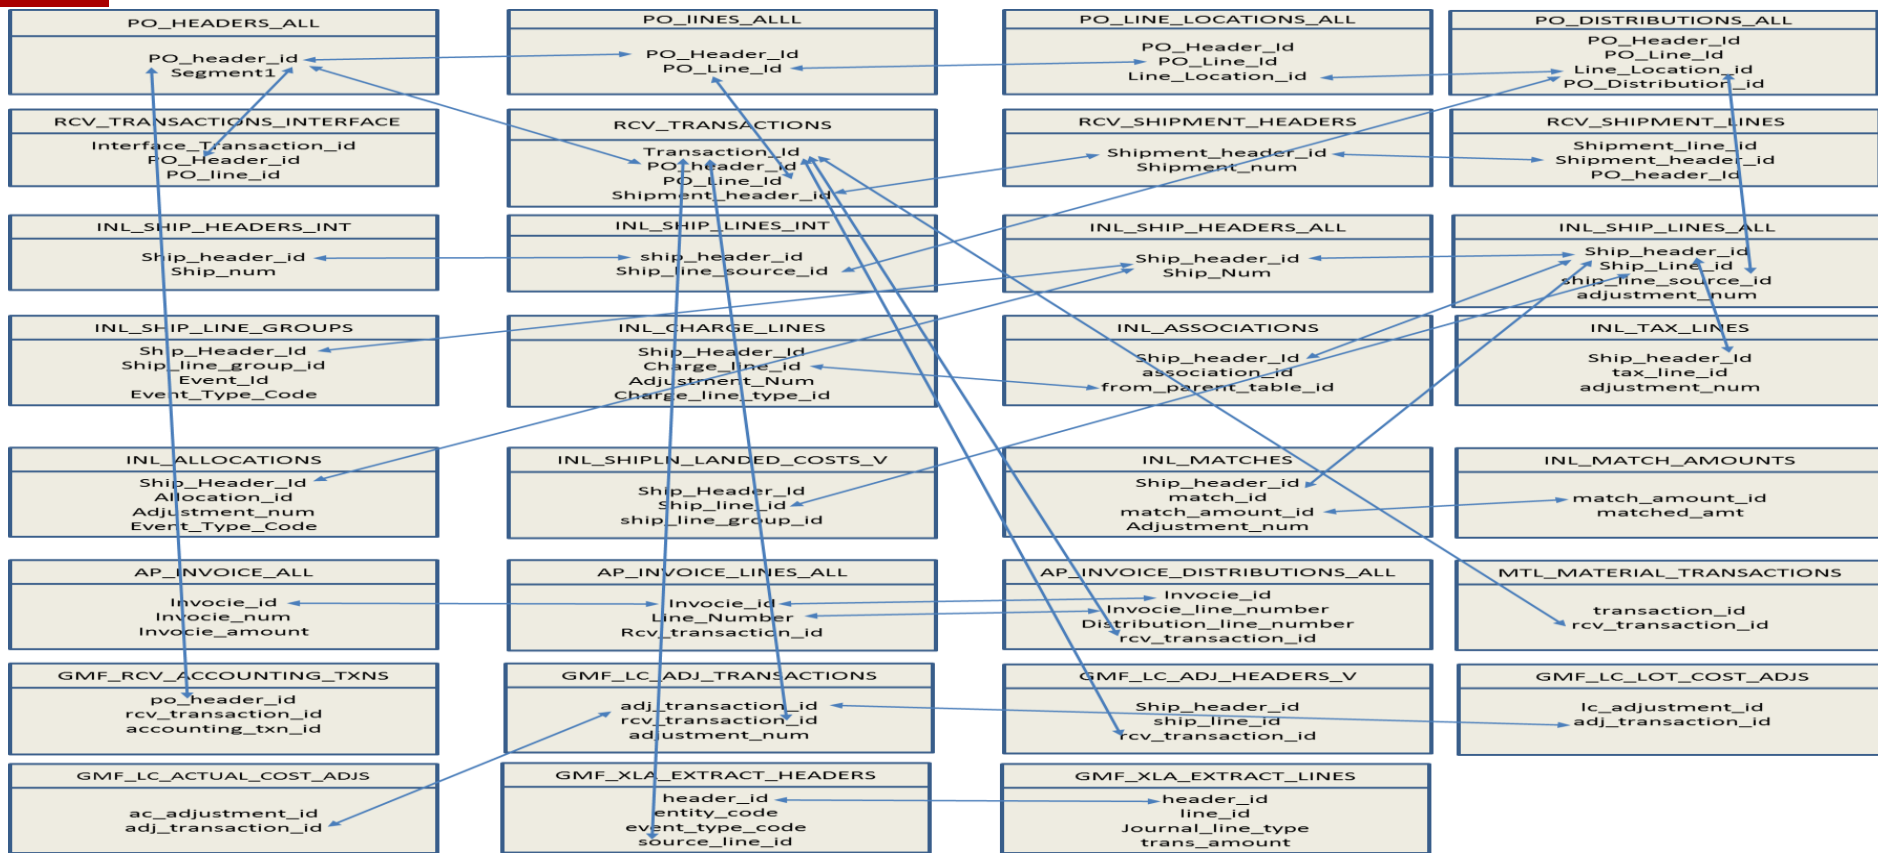 PO_HEADERS_ALL
PO_header_id
Segment1
PO_lINES_ALLL
PO_Header_Id
PO_Line_Id
PO_LINE_LOCATIONS_ALL
PO_Header_Id
PO_Line_Id
Line_Location_id
PO_DISTRIBUTIONS_ALL
PO_Header_Id
PO_Line_Id
Line_Location_id
PO_Distribution_id
RCV_TRANSACTIONS_INTERFACE
Interface_Transaction_id
PO_Header_id
PO_line_id
RCV_TRANSACTIONS
Transaction_Id
PO_header_id
PO_Line_Id
Shipment_header_id
RCV_SHIPMENT_HEADERS
Shipment_header_id
Shipment_num
RCV_SHIPMENT_LINES
Shipment_line_id
Shipment_header_id
PO_header_Id
INL_SHIP_HEADERS_INT
Ship_header_id
Ship_num
INL_SHIP_LINES_INT
ship_header_id
Ship_line_source_id
INL_SHIP_HEADERS_ALL
Ship_header_id
Ship_Num
INL_SHIP_LINES_ALL
Ship_header_id
Ship_Line_id
ship_line_source_id
adjustment_num
INL_SHIP_LINE_GROUPS
Ship_Header_Id
Ship_line_group_id
Event_Id
Event_Type_Code
INL_CHARGE_LINES
Ship_Header_Id
Charge_line_id
Adjustment_Num
Charge_line_type_id
INL_ASSOCIATIONS
Ship_header_Id
association_id
from_parent_table_id
INL_TAX_LINES
Ship_header_Id
tax_line_id
adjustment_num
INL_ALLOCATIONS
Ship_Header_Id
Allocation_id
Adjustment_num
Event_Type_Code
INL_SHIPLN_LANDED_COSTS_V
Ship_Header_Id
Ship_line_id
ship_line_group_id
INL_MATCHES
Ship_header_id
match_id
match_amount_id
Adjustment_num
INL_MATCH_AMOUNTS
match_amount_id
matched_amt
AP_INVOICE_ALL
Invocie_id
Invocie_num
Invocie_amount
AP_INVOICE_LINES_ALL
Invocie_id
Line_Number
Rcv_transaction_id
AP_INVOICE_DISTRIBUTIONS_ALL
Invocie_id
Invocie_line_number
Distribution_line_number
rcv_transaction_id
MTL_MATERIAL_TRANSACTIONS
transaction_id
rcv_transaction_id
GMF_RCV_ACCOUNTING_TXNS
po_header_id
rcv_transaction_id
accounting_txn_id
GMF_LC_ADJ_TRANSACTIONS
adj_transaction_id
rcv_transaction_id
adjustment_num
GMF_LC_ADJ_HEADERS_V
Ship_header_id
ship_line_id
rcv_transaction_id
GMF_LC_LOT_COST_ADJS
lc_adjustment_id
adj_transaction_id
GMF_LC_ACTUAL_COST_ADJS
ac_adjustment_id
adj_transaction_id
GMF_XLA_EXTRACT_HEADERS
header_id
entity_code
event_type_code
source_line_id
GMF_XLA_EXTRACT_LINES
header_id
line_id
Journal_line_type
trans_amount